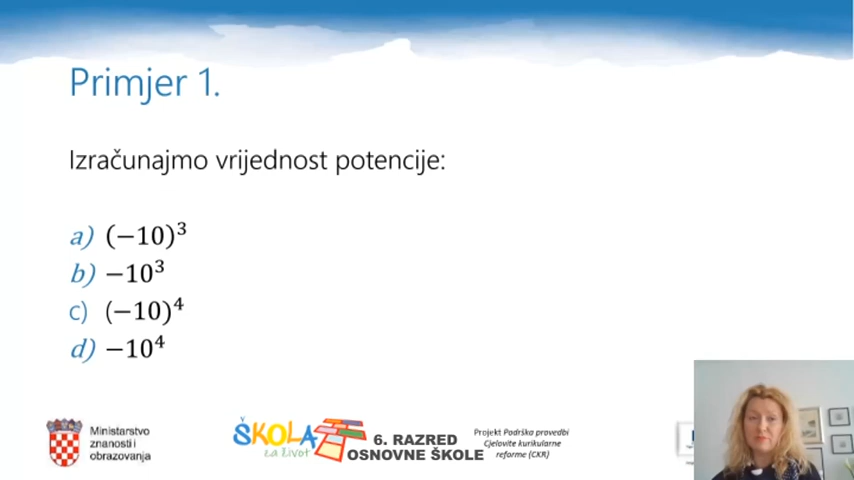 Primjer 1.
Izračunajmo vrijednost potencije:
a) (−10)³
b) −10³
c) (−10)⁴
d) −10⁴
Ministarstvo
znanosti i
obrazovanja
ŠKOLA
za život
6. RAZRED
OSNOVNE ŠKOLE
Projekt Podrška provedbi
Cjelovite kurikularne
reforme (CKR)